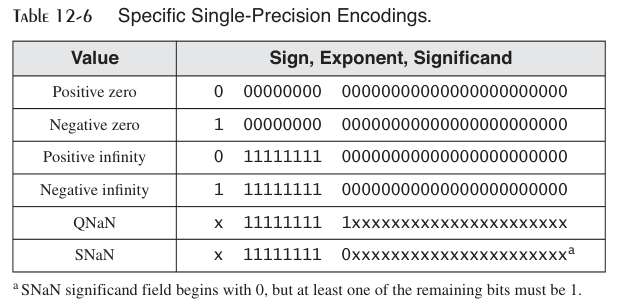 TABLE 12-6 Specific Single-Precision Encodings.
Value Sign, Exponent, Significand
Positive zero 0 00000000 00000000000000000000000
Negative zero 1 00000000 00000000000000000000000
Positive infinity 0 11111111 00000000000000000000000
Negative infinity 1 11111111 00000000000000000000000
QNaN x 11111111 1xxxxxxxxxxxxxxxxxxxxxx
SNaN x 11111111 0xxxxxxxxxxxxxxxxxxxxxxᵃ
ᵃ SNaN significand field begins with 0, but at least one of the remaining bits must be 1.